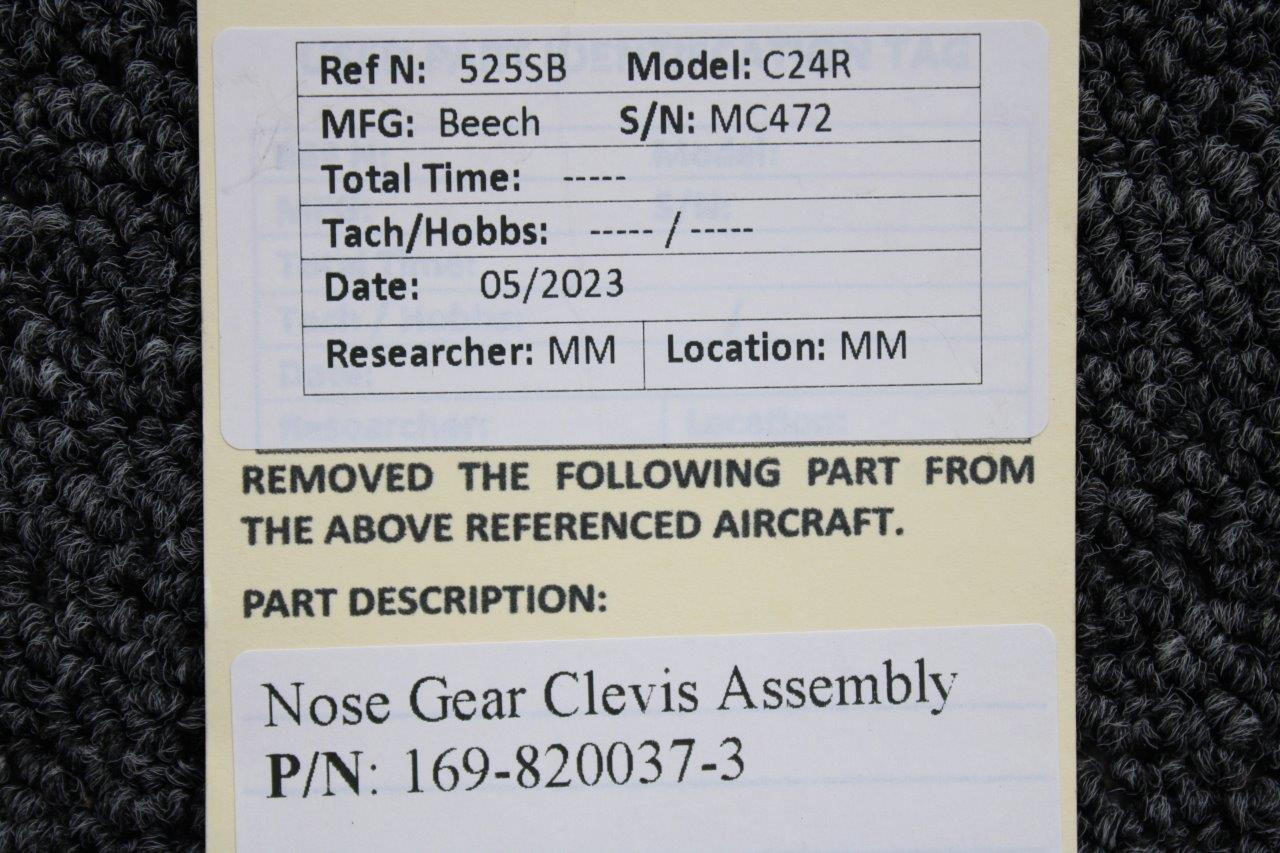 Ref N: 525SB Model: C24R
MFG: Beech S/N: MC472
Total Time: -----
Tach/Hobbs: ----- / -----
Date: 05/2023
Researcher: MM Location: MM
REMOVED THE FOLLOWING PART FROM
THE ABOVE REFERENCED AIRCRAFT.
PART DESCRIPTION:
Nose Gear Clevis Assembly
P/N: 169-820037-3